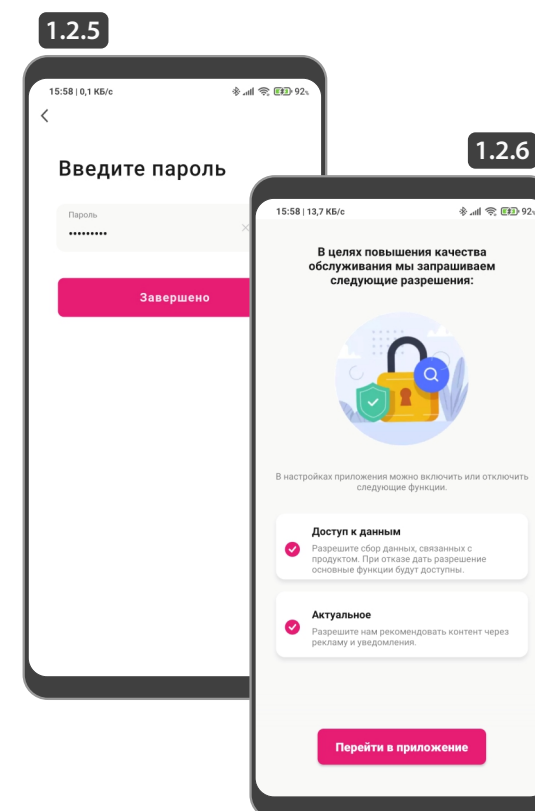 1.2.5
15:58 | 0,1 КБ/с
92%
Введите пароль
Пароль
•••••••••
Завершено
1.2.6
15:58 | 13,7 КБ/с
92%
В целях повышения качества
обслуживания мы запрашиваем
следующие разрешения:
В настройках приложения можно включить или отключить
следующие функции.
Доступ к данным
Разрешите сбор данных, связанных с
продуктом. При отказе дать разрешение
основные функции будут доступны.
Актуальное
Разрешите нам рекомендовать контент через
рекламу и уведомления.
Перейти в приложение